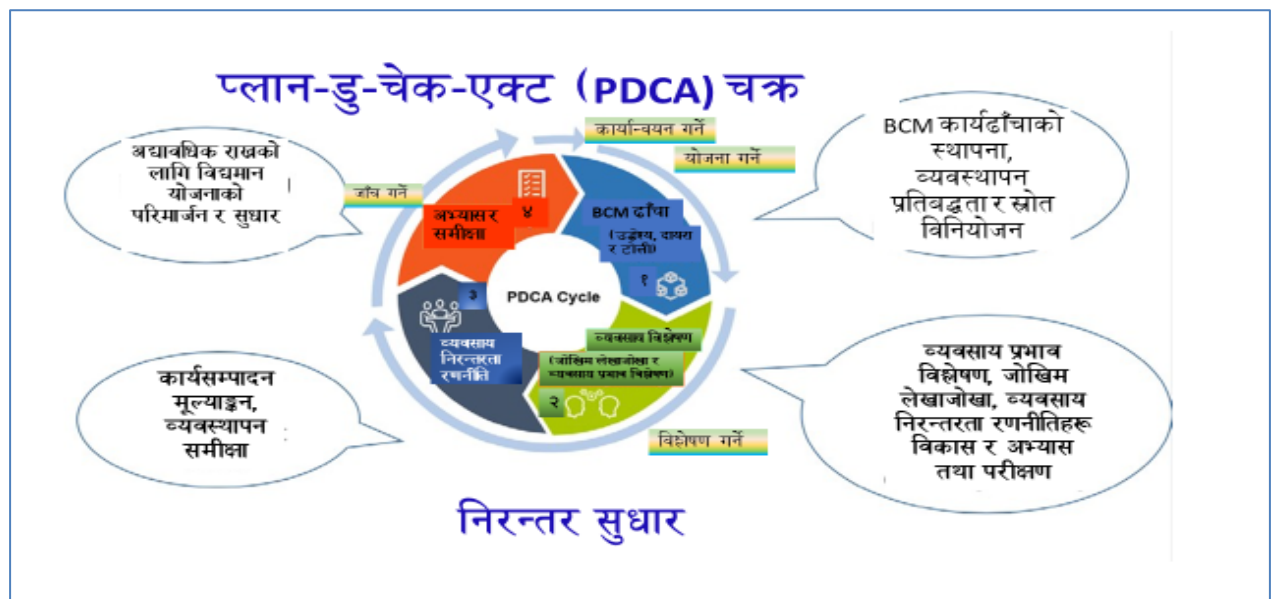 प्लान-डु-चेक-एक्ट (PDCA) चक्र
कार्यान्वयन गर्ने
योजना गर्ने
जाँच गर्ने
विश्लेषण गर्ने
अद्यावधिक राख्नको
लागि विद्यमान
योजनाको
परिमार्जन र सुधार
BCM कार्यढाँचाको
स्थापना,
व्यवस्थापन
प्रतिबद्धता र स्रोत
विनियोजन
अभ्यास र
समीक्षा
४
BCM ढाँचा
(उद्धेश्य, दायरा
र टोली)
१
PDCA Cycle
३
व्यवसाय
निरन्तरता
रणनीति
व्यवसाय विश्लेषण
(जोखिम लेखाजोखा र
व्यवसाय प्रभाव विश्लेषण)
२
कार्यसम्पादन
मूल्याङ्कन,
व्यवस्थापन
समीक्षा
व्यवसाय प्रभाव
विश्लेषण, जोखिम
लेखाजोखा, व्यवसाय
निरन्तरता रणनीतिहरू
विकास र अभ्यास
तथा परीक्षण
निरन्तर सुधार